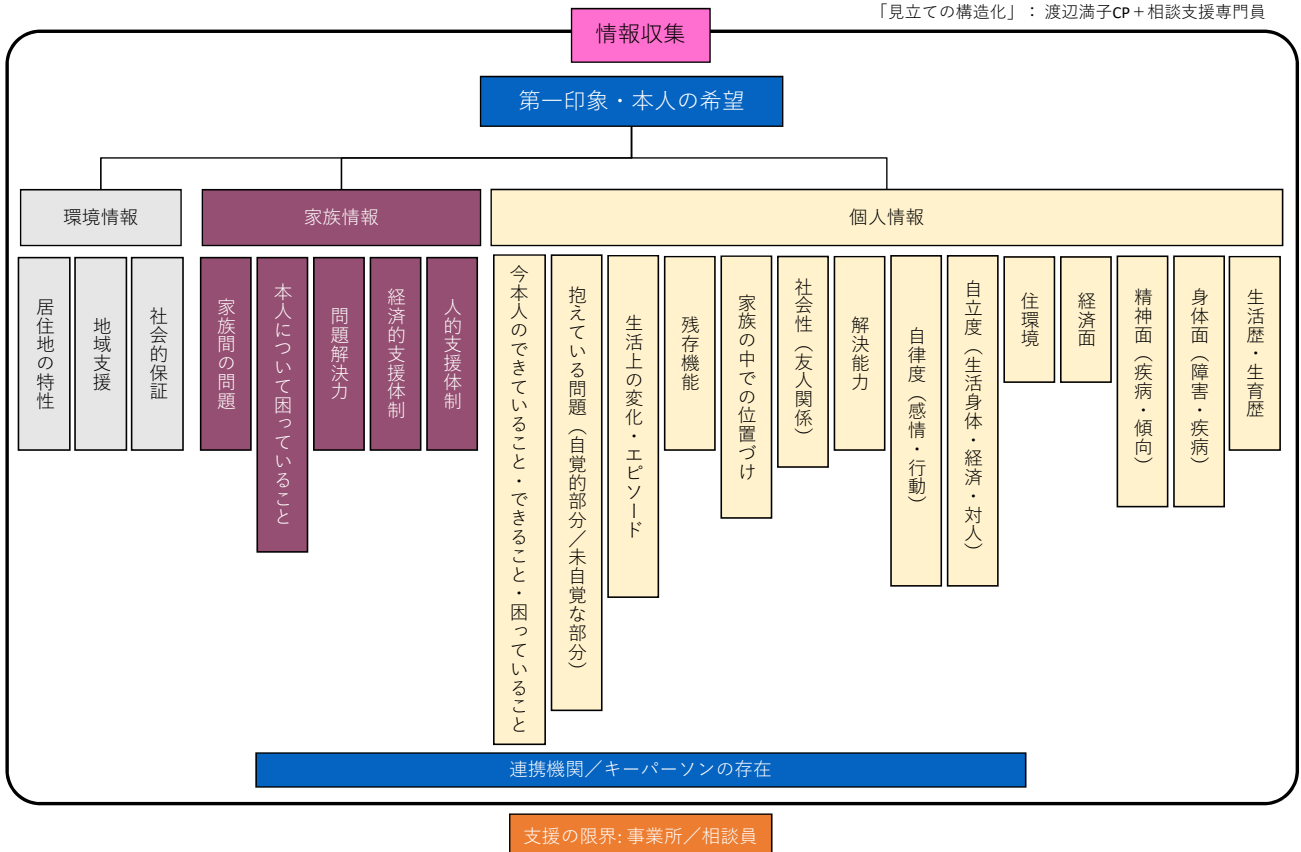 「見立ての構造化」： 渡辺満子CP＋相談支援専門員
情報収集
第一印象・本人の希望
環境情報
家族情報
個人情報
居住地の特性
地域支援
社会的保証
家族間の問題
本人について困っていること
問題解決力
経済的支援体制
人的支援体制
今本人のできていること・できること・困っていること
抱えている問題（自覚的部分／未自覚な部分）
生活上の変化・エピソード
残存機能
家族の中での位置づけ
社会性（友人関係）
解決能力
自律度（感情・行動）
自立度（生活身体・経済・対人）
住環境
経済面
精神面（疾病・傾向）
身体面（障害・疾病）
生活歴・生育歴
連携機関／キーパーソンの存在
支援の限界: 事業所／相談員